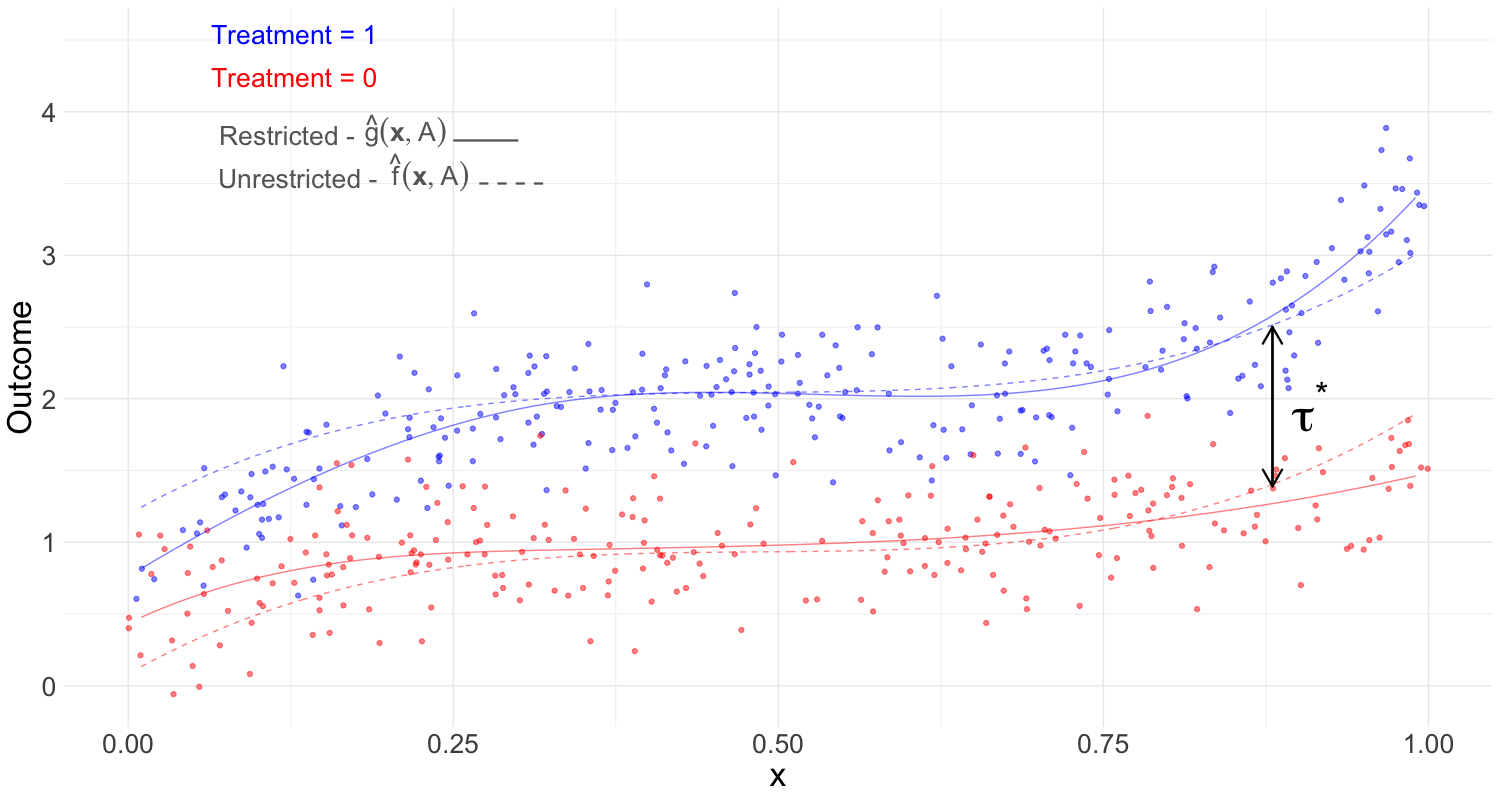 Treatment = 1
Treatment = 0
Restricted - ĝ(x, A)
Unrestricted - f̂(x, A)
Outcome
4
3
2
1
0
τ*
0.00 0.25 0.50 0.75 1.00
x